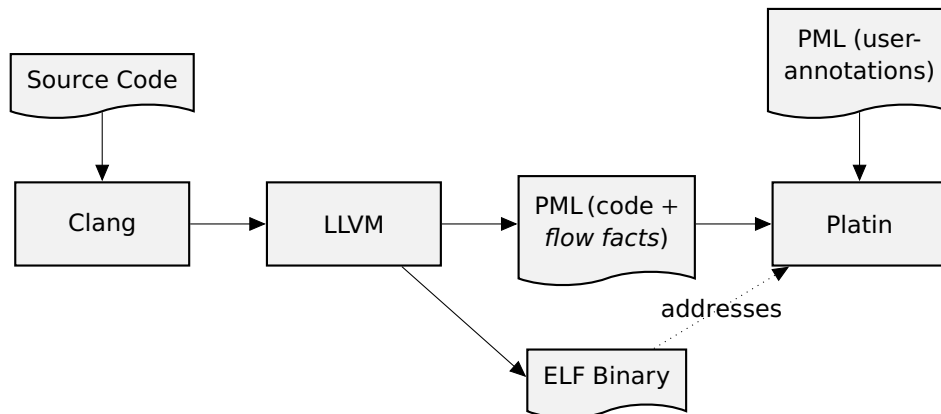 Source Code
PML (user-
annotations)
Clang
LLVM
PML (code +
flow facts)
Platin
addresses
ELF Binary